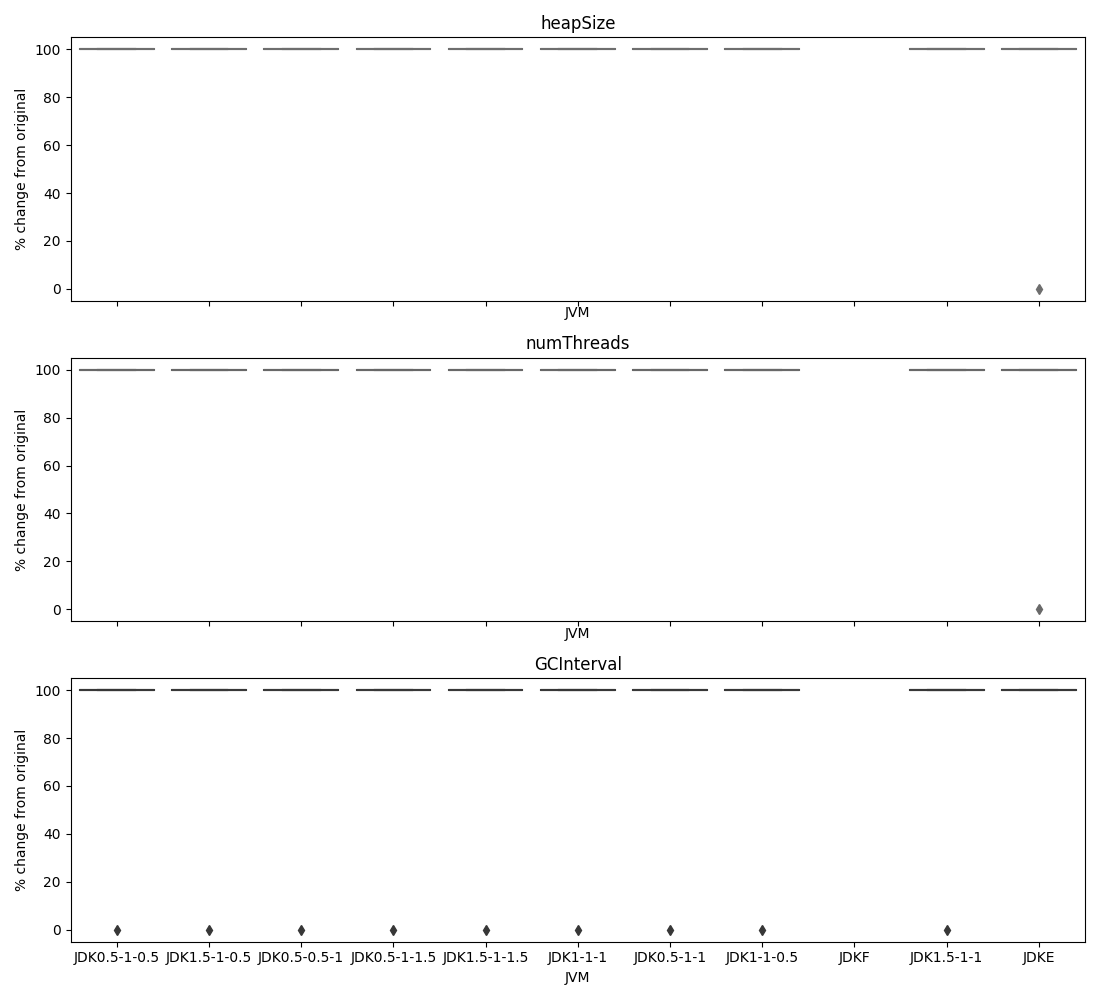 heapSize
100
80
60
40
20
0
% change from original
JVM
numThreads
100
80
60
40
20
0
% change from original
JVM
GCInterval
100
80
60
40
20
0
% change from original
JDK0.5-1-0.5 JDK1.5-1-0.5 JDK0.5-0.5-1 JDK0.5-1-1.5 JDK1.5-1-1.5 JDK1-1-1 JDK0.5-1-1 JDK1-1-0.5 JDKF JDK1.5-1-1 JDKE
JVM